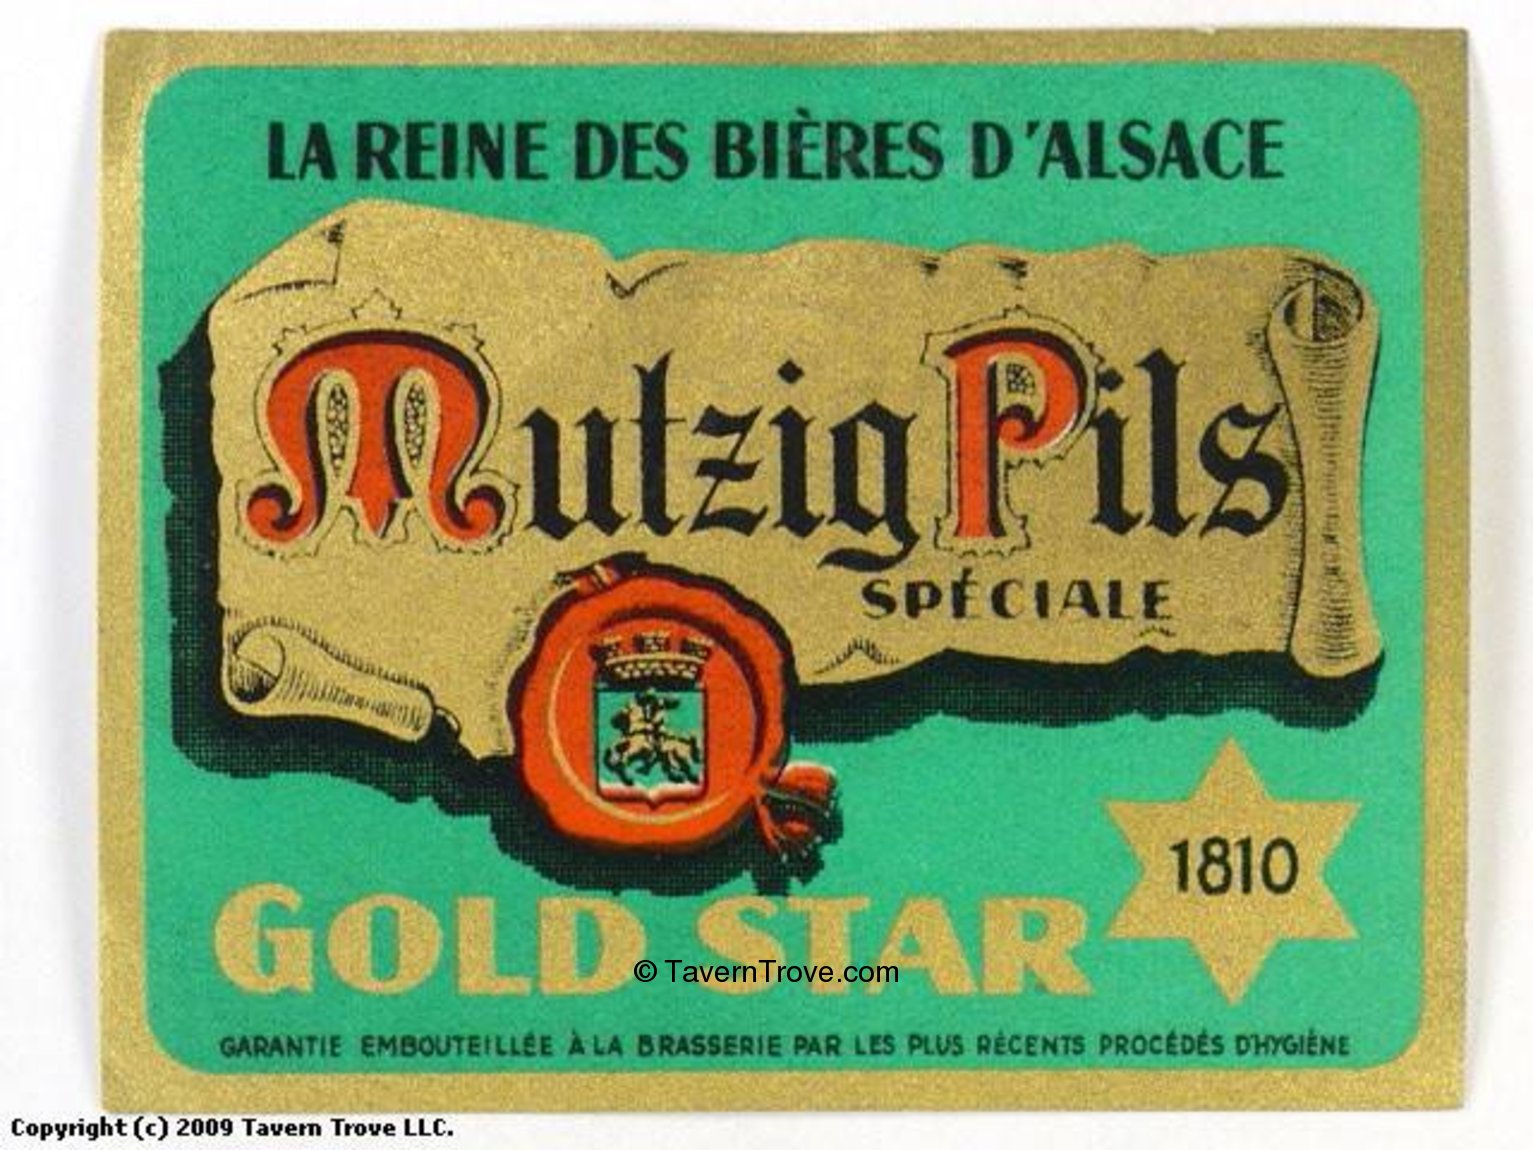 LA REINE DES BIÈRES D'ALSACE
Mutzig Pils
SPÉCIALE
1810
GOLD STAR
© TavernTrove.com
GARANTIE EMBOUTEILLÉE À LA BRASSERIE PAR LES PLUS RÉCENTS PROCÉDÉS D'HYGIÈNE
Copyright (c) 2009 Tavern Trove LLC.